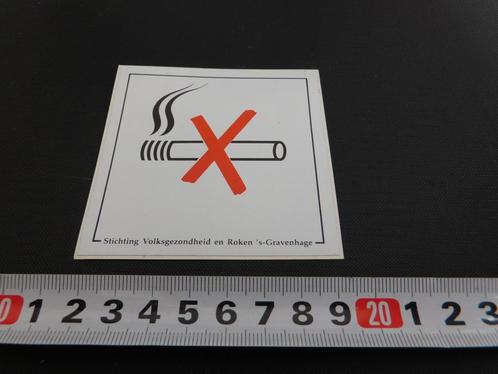 Stichting Volksgezondheid en Roken 's-Gravenhage
0 1 2 3 4 5 6 7 8 9 20 1 2 3